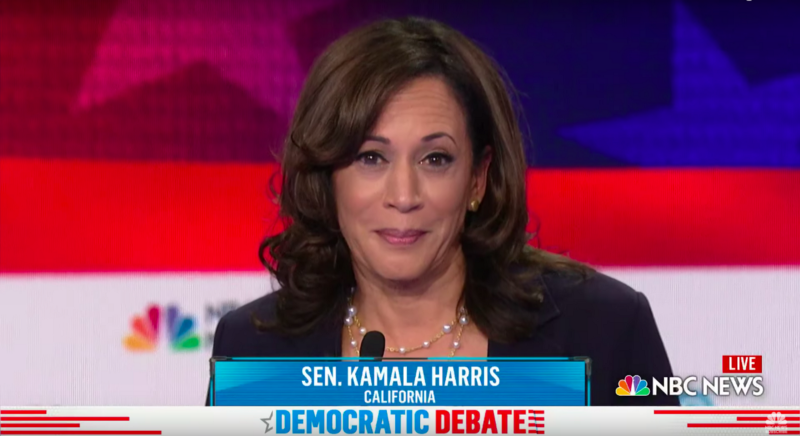 LIVE
NBC NEWS
SEN. KAMALA HARRIS
CALIFORNIA
DEMOCRATIC DEBATE